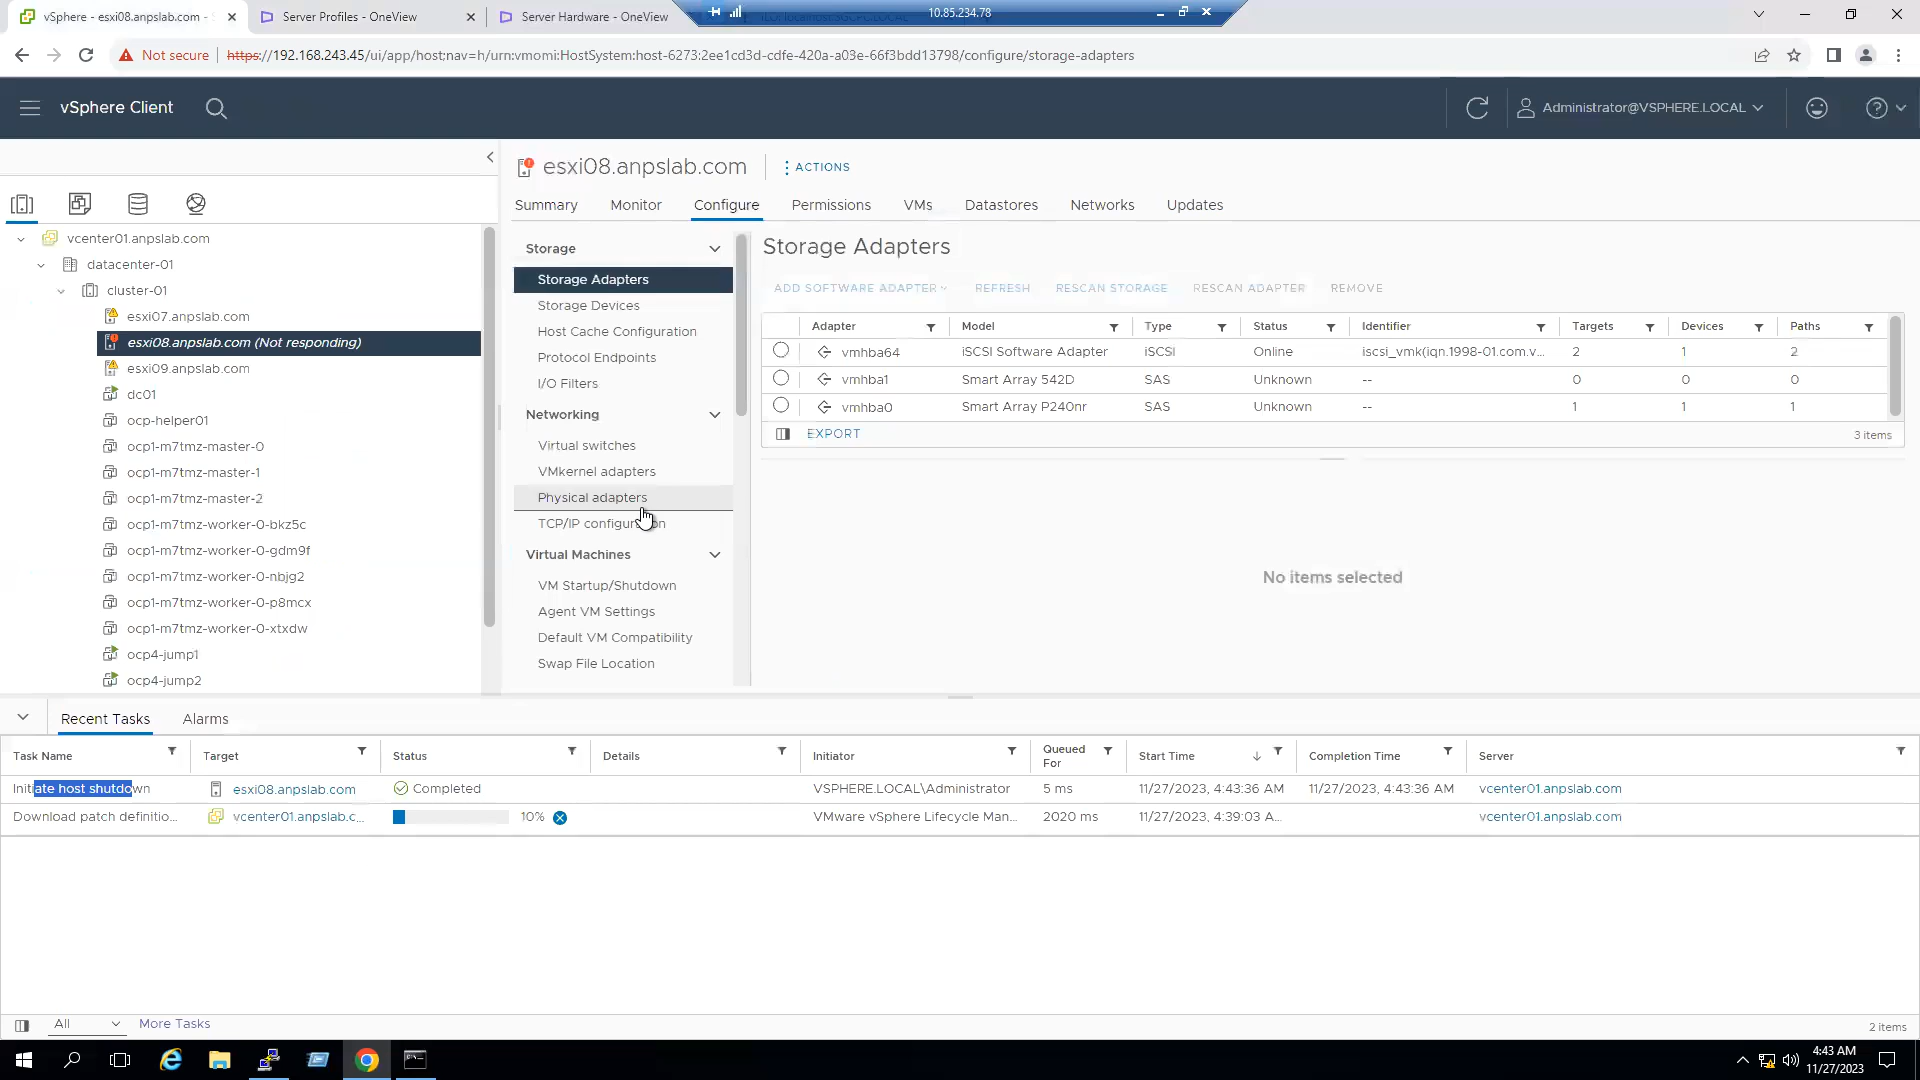 vSphere - esxi08.anpslab.com -
Server Profiles - OneView
Server Hardware - OneView
10.85.234.78
Not secure
https://192.168.243.45/ui/app/host;nav=h/urn:vmomi:HostSystem:host-6273:2ee1cd3d-cdfe-420a-a03e-66f3bdd13798/configure/storage-adapters
vSphere Client
Administrator@VSPHERE.LOCAL
esxi08.anpslab.com
ACTIONS
Summary Monitor Configure Permissions VMs Datastores Networks Updates
vcenter01.anpslab.com
datacenter-01
cluster-01
esxi07.anpslab.com
esxi08.anpslab.com (Not responding)
esxi09.anpslab.com
dc01
ocp-helper01
ocp1-m7tmz-master-0
ocp1-m7tmz-master-1
ocp1-m7tmz-master-2
ocp1-m7tmz-worker-0-bkz5c
ocp1-m7tmz-worker-0-gdm9f
ocp1-m7tmz-worker-0-nbjg2
ocp1-m7tmz-worker-0-p8mcx
ocp1-m7tmz-worker-0-xtxdw
ocp4-jump1
ocp4-jump2
Storage
Storage Adapters
Storage Devices
Host Cache Configuration
Protocol Endpoints
I/O Filters
Networking
Virtual switches
VMkernel adapters
Physical adapters
TCP/IP configuration
Virtual Machines
VM Startup/Shutdown
Agent VM Settings
Default VM Compatibility
Swap File Location
Storage Adapters
ADD SOFTWARE ADAPTER REFRESH RESCAN STORAGE RESCAN ADAPTER REMOVE
Adapter Model Type Status Identifier Targets Devices Paths
vmhba64 iSCSI Software Adapter iSCSI Online iscsi_vmk(iqn.1998-01.com.v... 2 1 2
vmhba1 Smart Array 542D SAS Unknown -- 0 0 0
vmhba0 Smart Array P240nr SAS Unknown -- 1 1 1
EXPORT
3 items
No items selected
Recent Tasks Alarms
Task Name Target Status Details Initiator Queued For Start Time Completion Time Server
Initiate host shutdown esxi08.anpslab.com Completed VSPHERE.LOCAL\Administrator 5 ms 11/27/2023, 4:43:36 AM 11/27/2023, 4:43:36 AM vcenter01.anpslab.com
Download patch definitio... vcenter01.anpslab.c... 10% VMware vSphere Lifecycle Man... 2020 ms 11/27/2023, 4:39:03 A... vcenter01.anpslab.com
All More Tasks
2 items
4:43 AM
11/27/2023